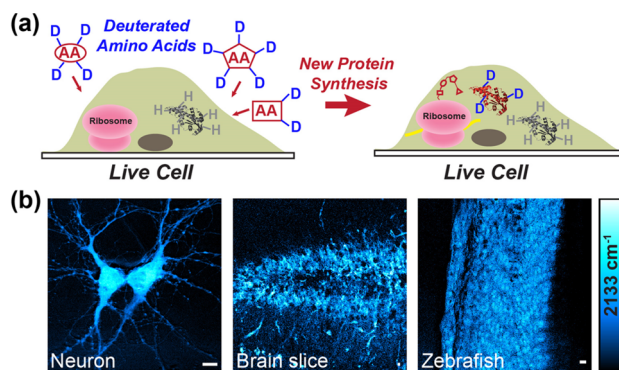 (a)
D
D
AA
D
D
Deuterated
Amino Acids
D
D
AA
D
D
D
AA
D
D
New Protein
Synthesis
H
H
H
H
Ribosome
Live Cell
D
D
D
H
H
H
H
Ribosome
Live Cell
(b)
Neuron
Brain slice
Zebrafish
2133 cm⁻¹